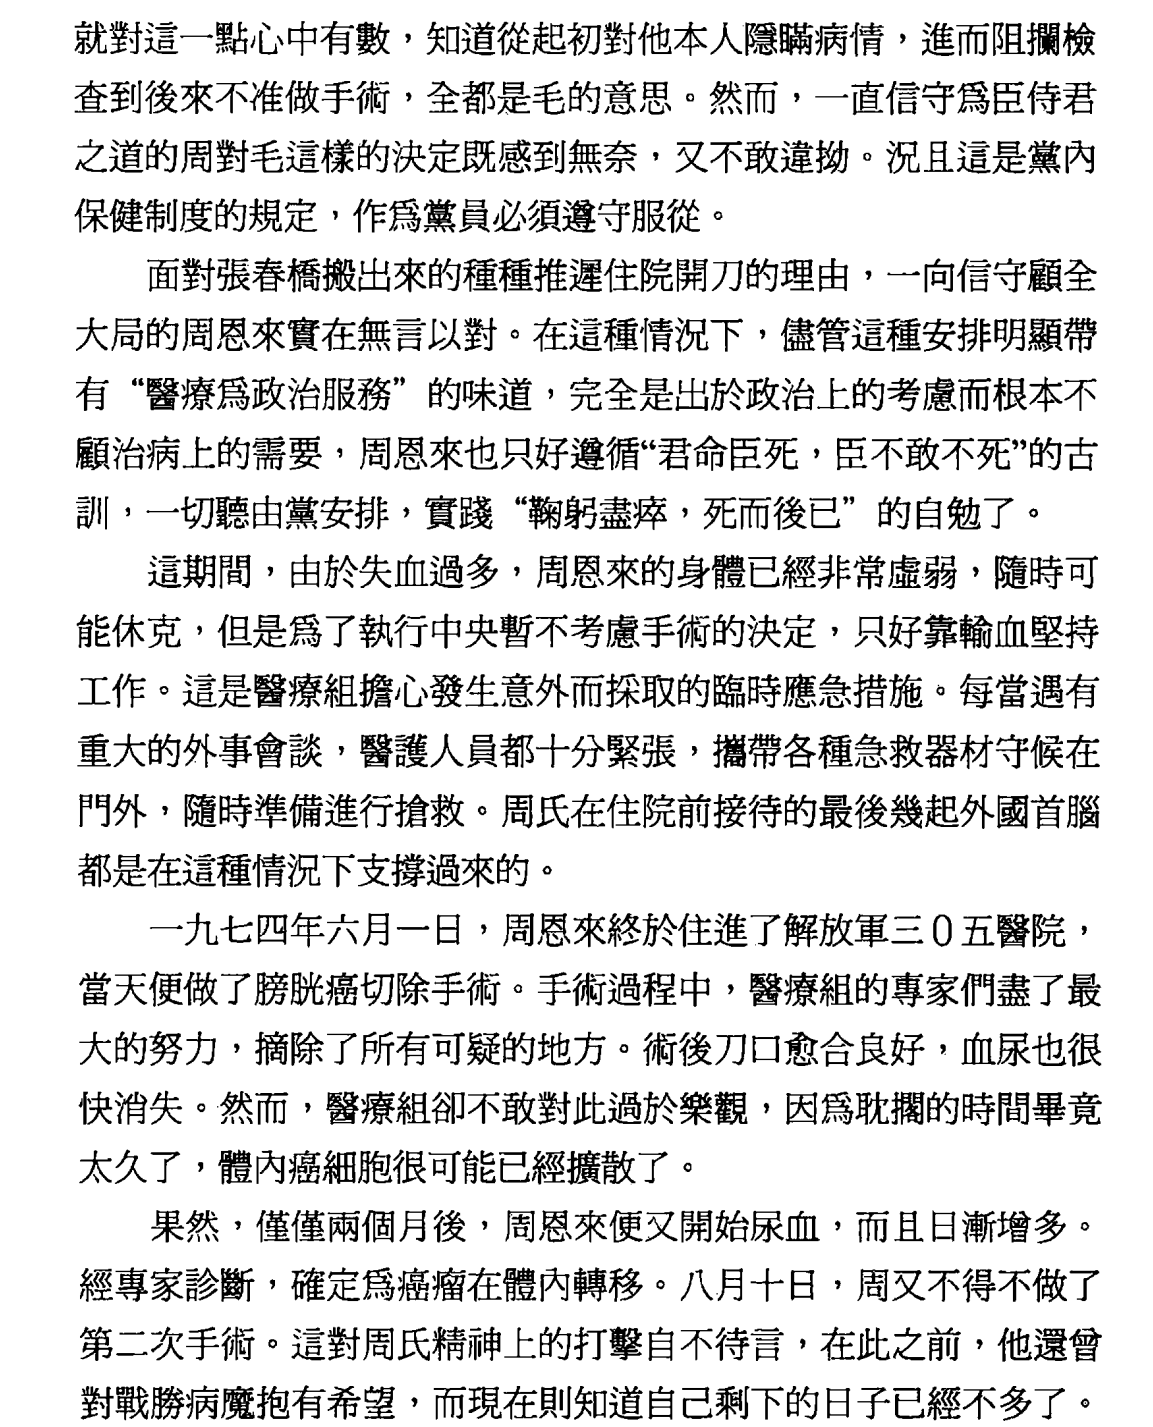 就對這一點心中有數，知道從起初對他本人隱瞞病情，進而阻攔檢
查到後來不准做手術，全都是毛的意思。然而，一直信守爲臣侍君
之道的周對毛這樣的決定既感到無奈，又不敢違拗。況且這是黨內
保健制度的規定，作爲黨員必須遵守服從。
面對張春橋搬出來的種種推遲住院開刀的理由，一向信守顧全
大局的周恩來實在無言以對。在這種情況下，儘管這種安排明顯帶
有“醫療爲政治服務”的味道，完全是出於政治上的考慮而根本不
顧治病上的需要，周恩來也只好遵循“君命臣死，臣不敢不死”的古
訓，一切聽由黨安排，實踐“鞠躬盡瘁，死而後已”的自勉了。
這期間，由於失血過多，周恩來的身體已經非常虛弱，隨時可
能休克，但是爲了執行中央暫不考慮手術的決定，只好靠輸血堅持
工作。這是醫療組擔心發生意外而採取的臨時應急措施。每當遇有
重大的外事會談，醫護人員都十分緊張，攜帶各種急救器材守候在
門外，隨時準備進行搶救。周氏在住院前接待的最後幾起外國首腦
都是在這種情況下支撐過來的。
一九七四年六月一日，周恩來終於住進了解放軍三０五醫院，
當天便做了膀胱癌切除手術。手術過程中，醫療組的專家們盡了最
大的努力，摘除了所有可疑的地方。術後刀口愈合良好，血尿也很
快消失。然而，醫療組卻不敢對此過於樂觀，因爲耽擱的時間畢竟
太久了，體內癌細胞很可能已經擴散了。
果然，僅僅兩個月後，周恩來便又開始尿血，而且日漸增多。
經專家診斷，確定爲癌瘤在體內轉移。八月十日，周又不得不做了
第二次手術。這對周氏精神上的打擊自不待言，在此之前，他還曾
對戰勝病魔抱有希望，而現在則知道自己剩下的日子已經不多了。